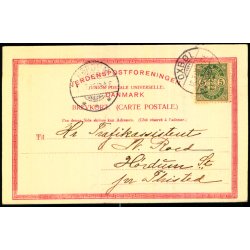 VERDENSPOSTFORENINGEN
(UNION POSTALE UNIVERSELLE)
DANMARK
BREVKORT (CARTE POSTALE)
Paa denne Side skrives kun Adressen. (Côté réservé à l'adresse.)
Til Hr. Trafikassistent
Roed
Hørdum St
pr Thisted